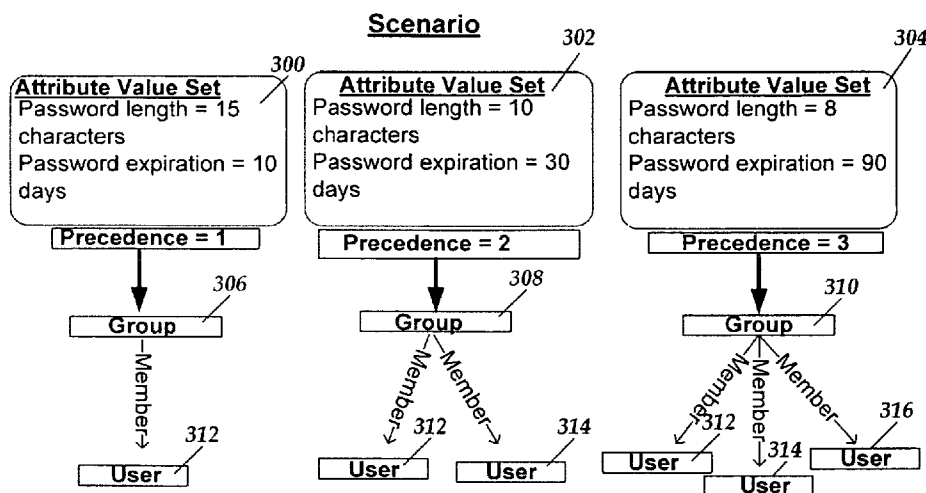 Scenario
300
302
304
Attribute Value Set
Password length = 15
characters
Password expiration = 10
days
Precedence = 1
Attribute Value Set
Password length = 10
characters
Password expiration = 30
days
Precedence = 2
Attribute Value Set
Password length = 8
characters
Password expiration = 90
days
Precedence = 3
306
Group
Member
312
User
308
Group
Member
Member
312
User
314
User
310
Group
Member
Member
Member
312
User
314
User
316
User